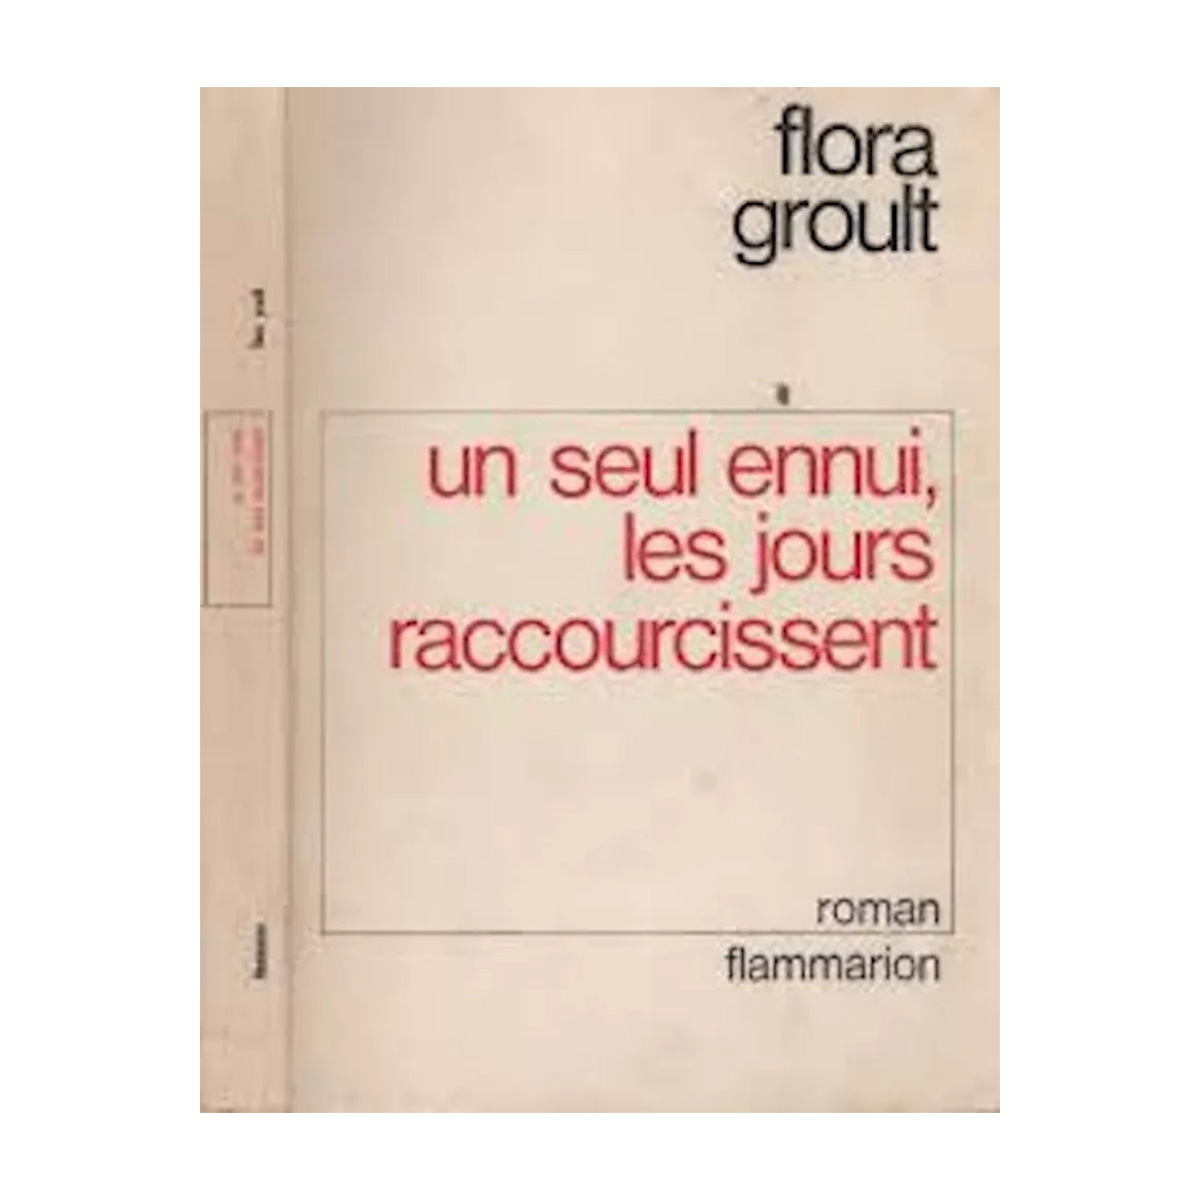 flora
groult
un seul ennui,
les jours
raccourcissent
roman
flammarion